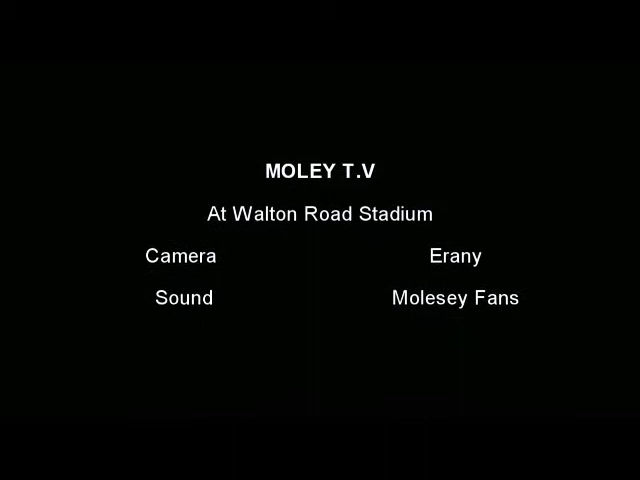 MOLEY T.V
At Walton Road Stadium
Camera Erany
Sound Molesey Fans